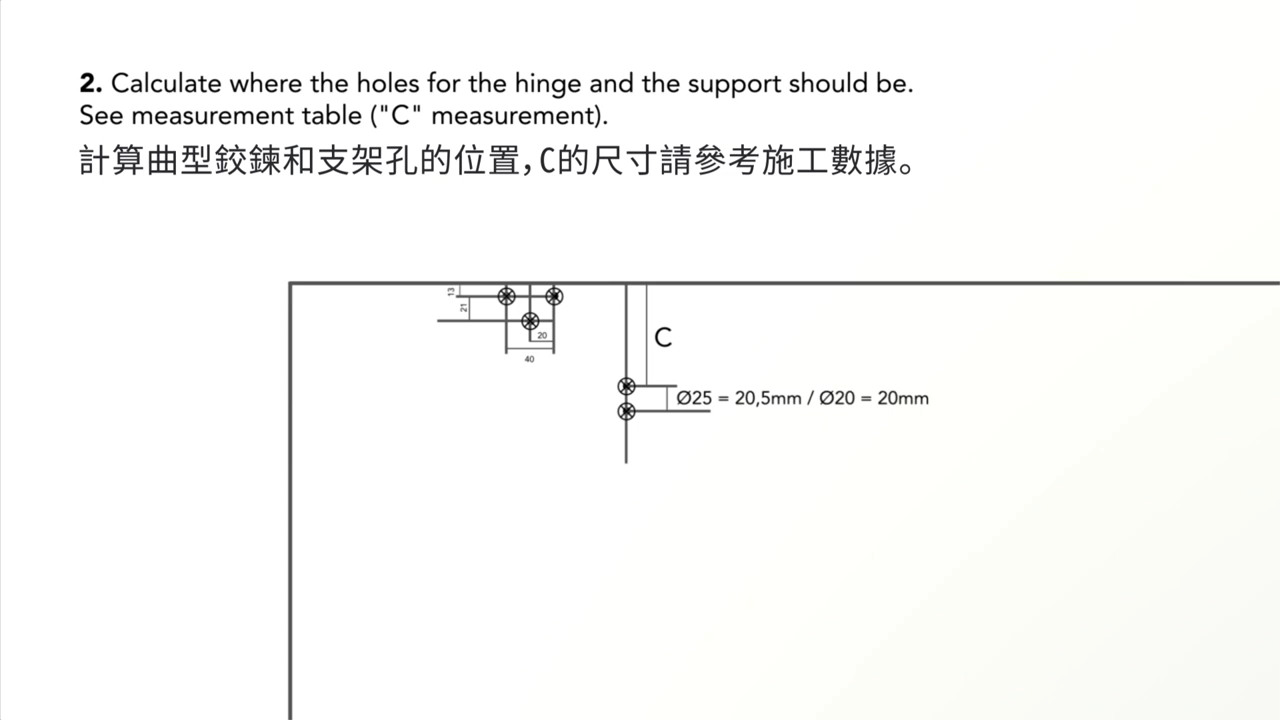 2. Calculate where the holes for the hinge and the support should be.
See measurement table ("C" measurement).
計算曲型鉸鍊和支架孔的位置,C的尺寸請參考施工數據。
13
21
20
40
C
Ø25 = 20,5mm / Ø20 = 20mm